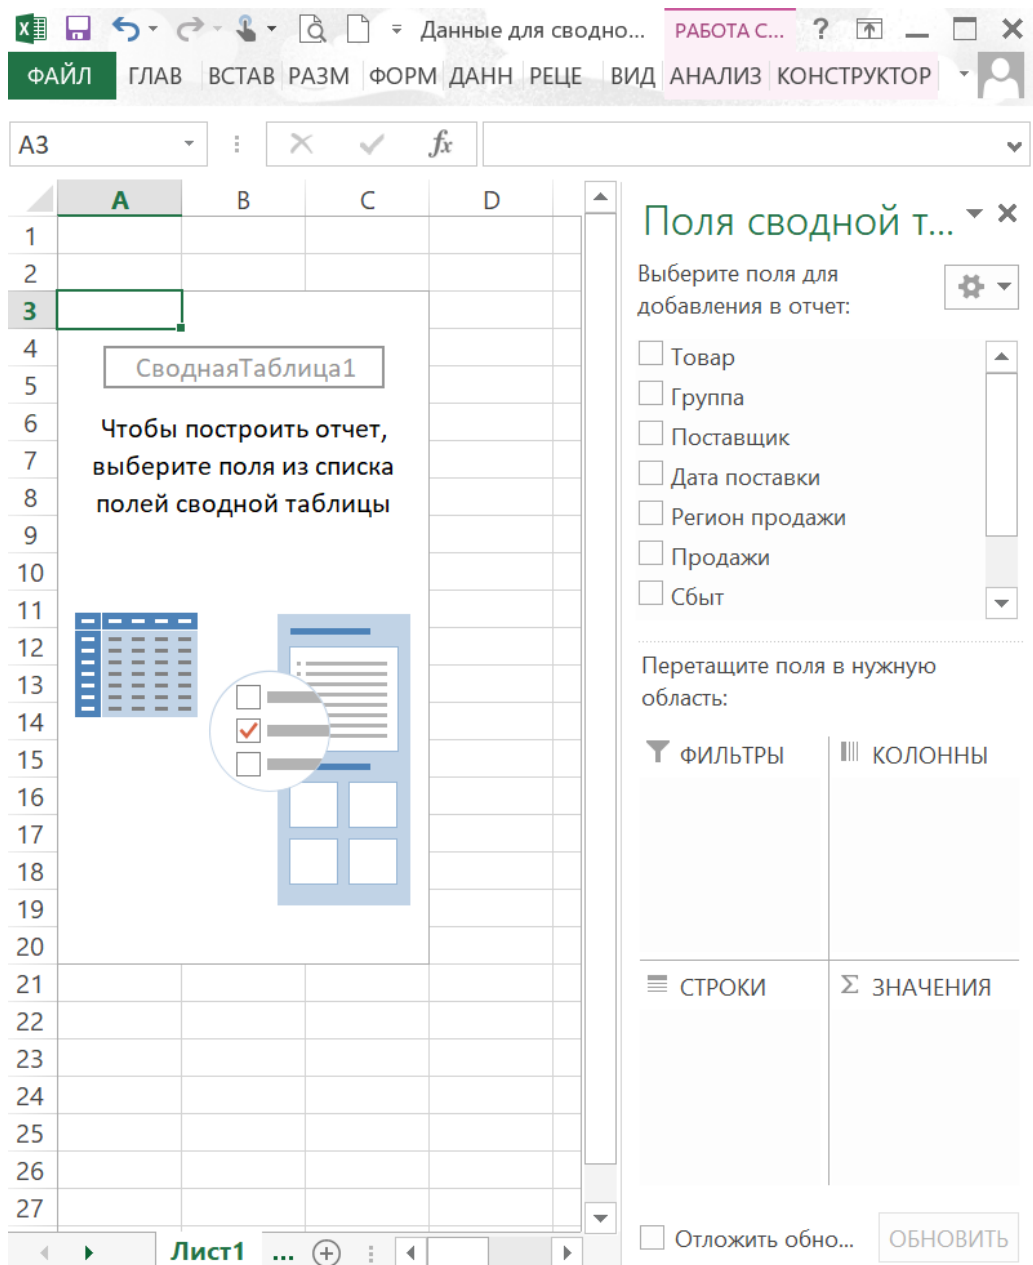 Данные для сводно... РАБОТА С... ?
ФАЙЛ ГЛАВ ВСТАВ РАЗМ ФОРМ ДАНН РЕЦЕ ВИД АНАЛИЗ КОНСТРУКТОР
A3 fx
A B C D
1
2
3
4
5
6
7
8
9
10
11
12
13
14
15
16
17
18
19
20
21
22
23
24
25
26
27
СводнаяТаблица1
Чтобы построить отчет,
выберите поля из списка
полей сводной таблицы
Лист1 ...
Поля сводной т...
Выберите поля для
добавления в отчет:
Товар
Группа
Поставщик
Дата поставки
Регион продажи
Продажи
Сбыт
Перетащите поля в нужную
область:
ФИЛЬТРЫ
КОЛОННЫ
СТРОКИ
Σ ЗНАЧЕНИЯ
Отложить обно... ОБНОВИТЬ